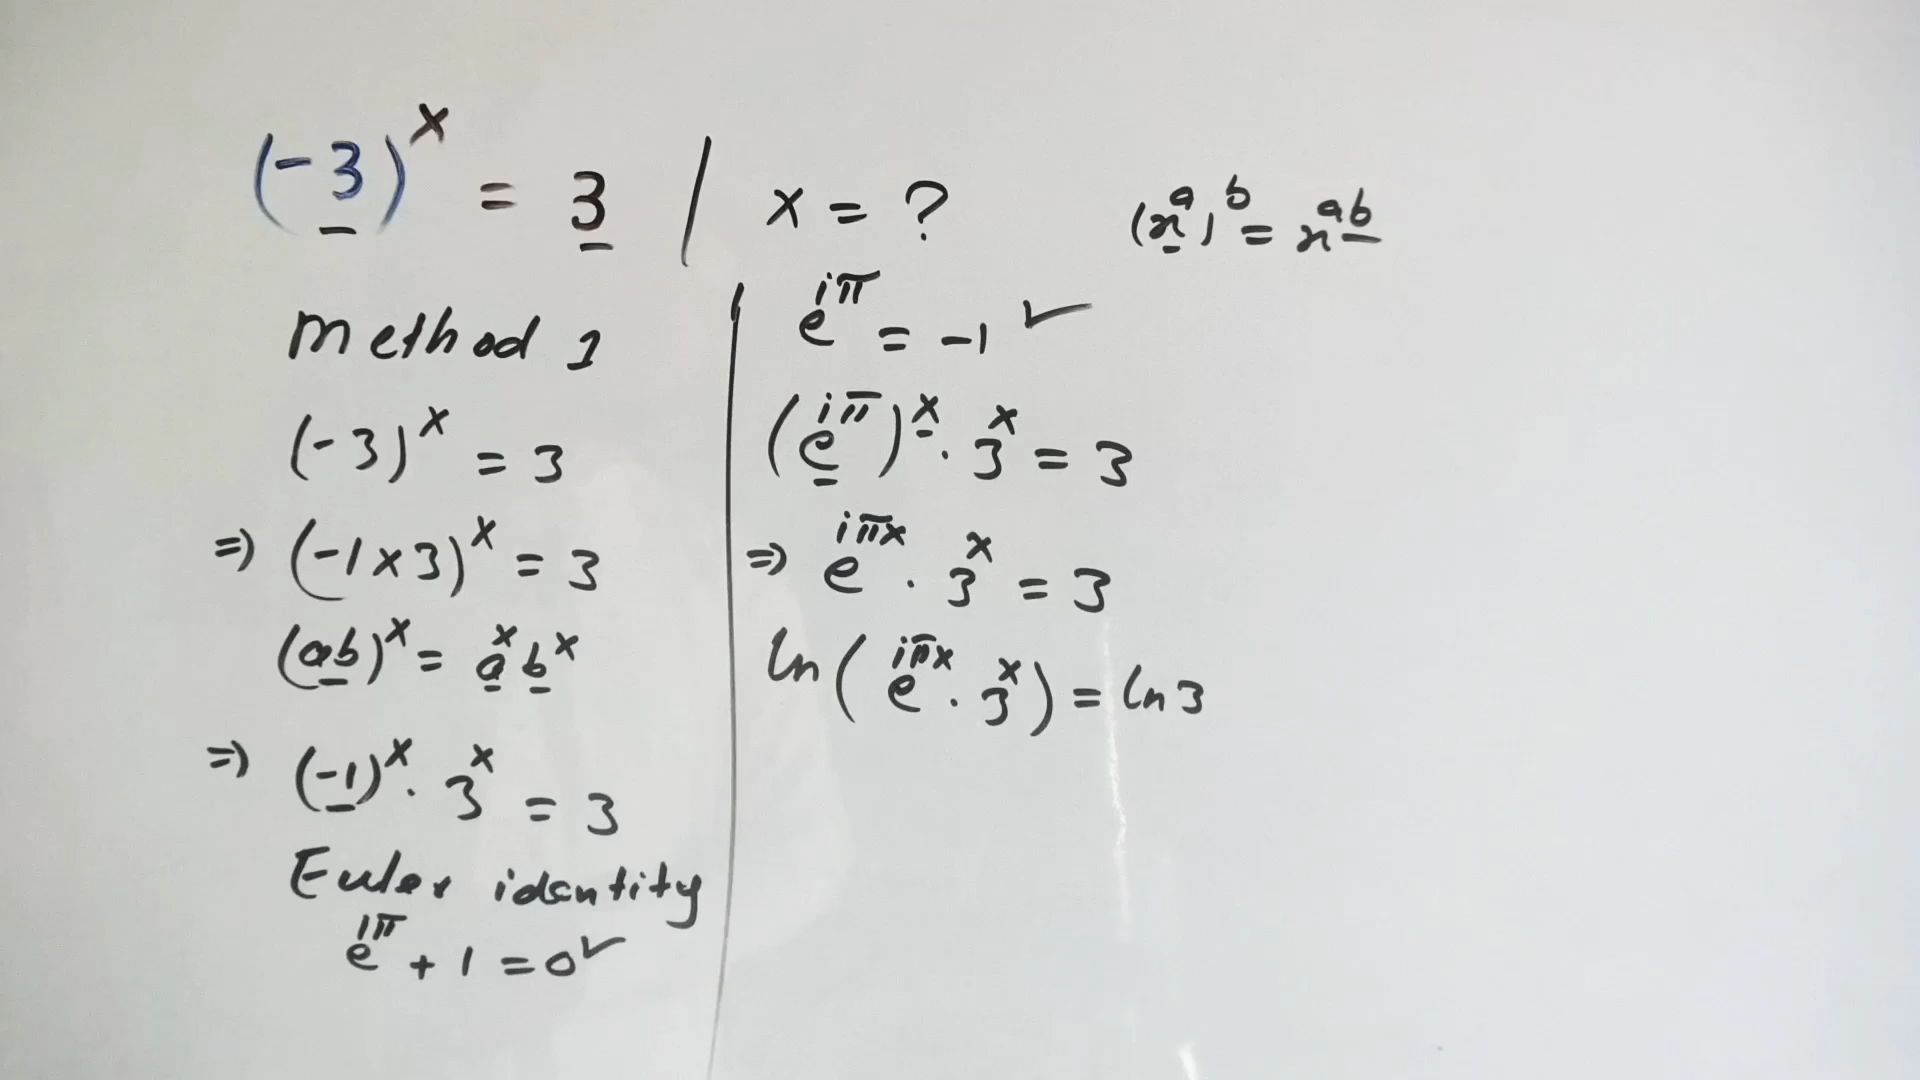 (-3)^x = 3 / x = ?
(x^a)^b = x^ab
Method 1
(-3)^x = 3
⇒ (-1×3)^x = 3
(ab)^x = a^x b^x
⇒ (-1)^x · 3^x = 3
Euler identity
e^iπ + 1 = 0 ✓
e^iπ = -1 ✓
(e^iπ)^x · 3^x = 3
⇒ e^iπx · 3^x = 3
ln(e^iπx · 3^x) = ln 3